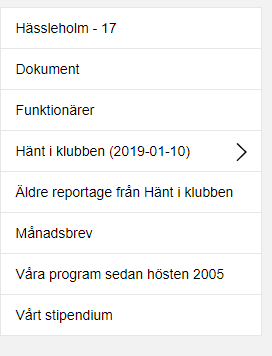 Hässleholm - 17
Dokument
Funktionärer
Hänt i klubben (2019-01-10)
Äldre reportage från Hänt i klubben
Månadsbrev
Våra program sedan hösten 2005
Vårt stipendium